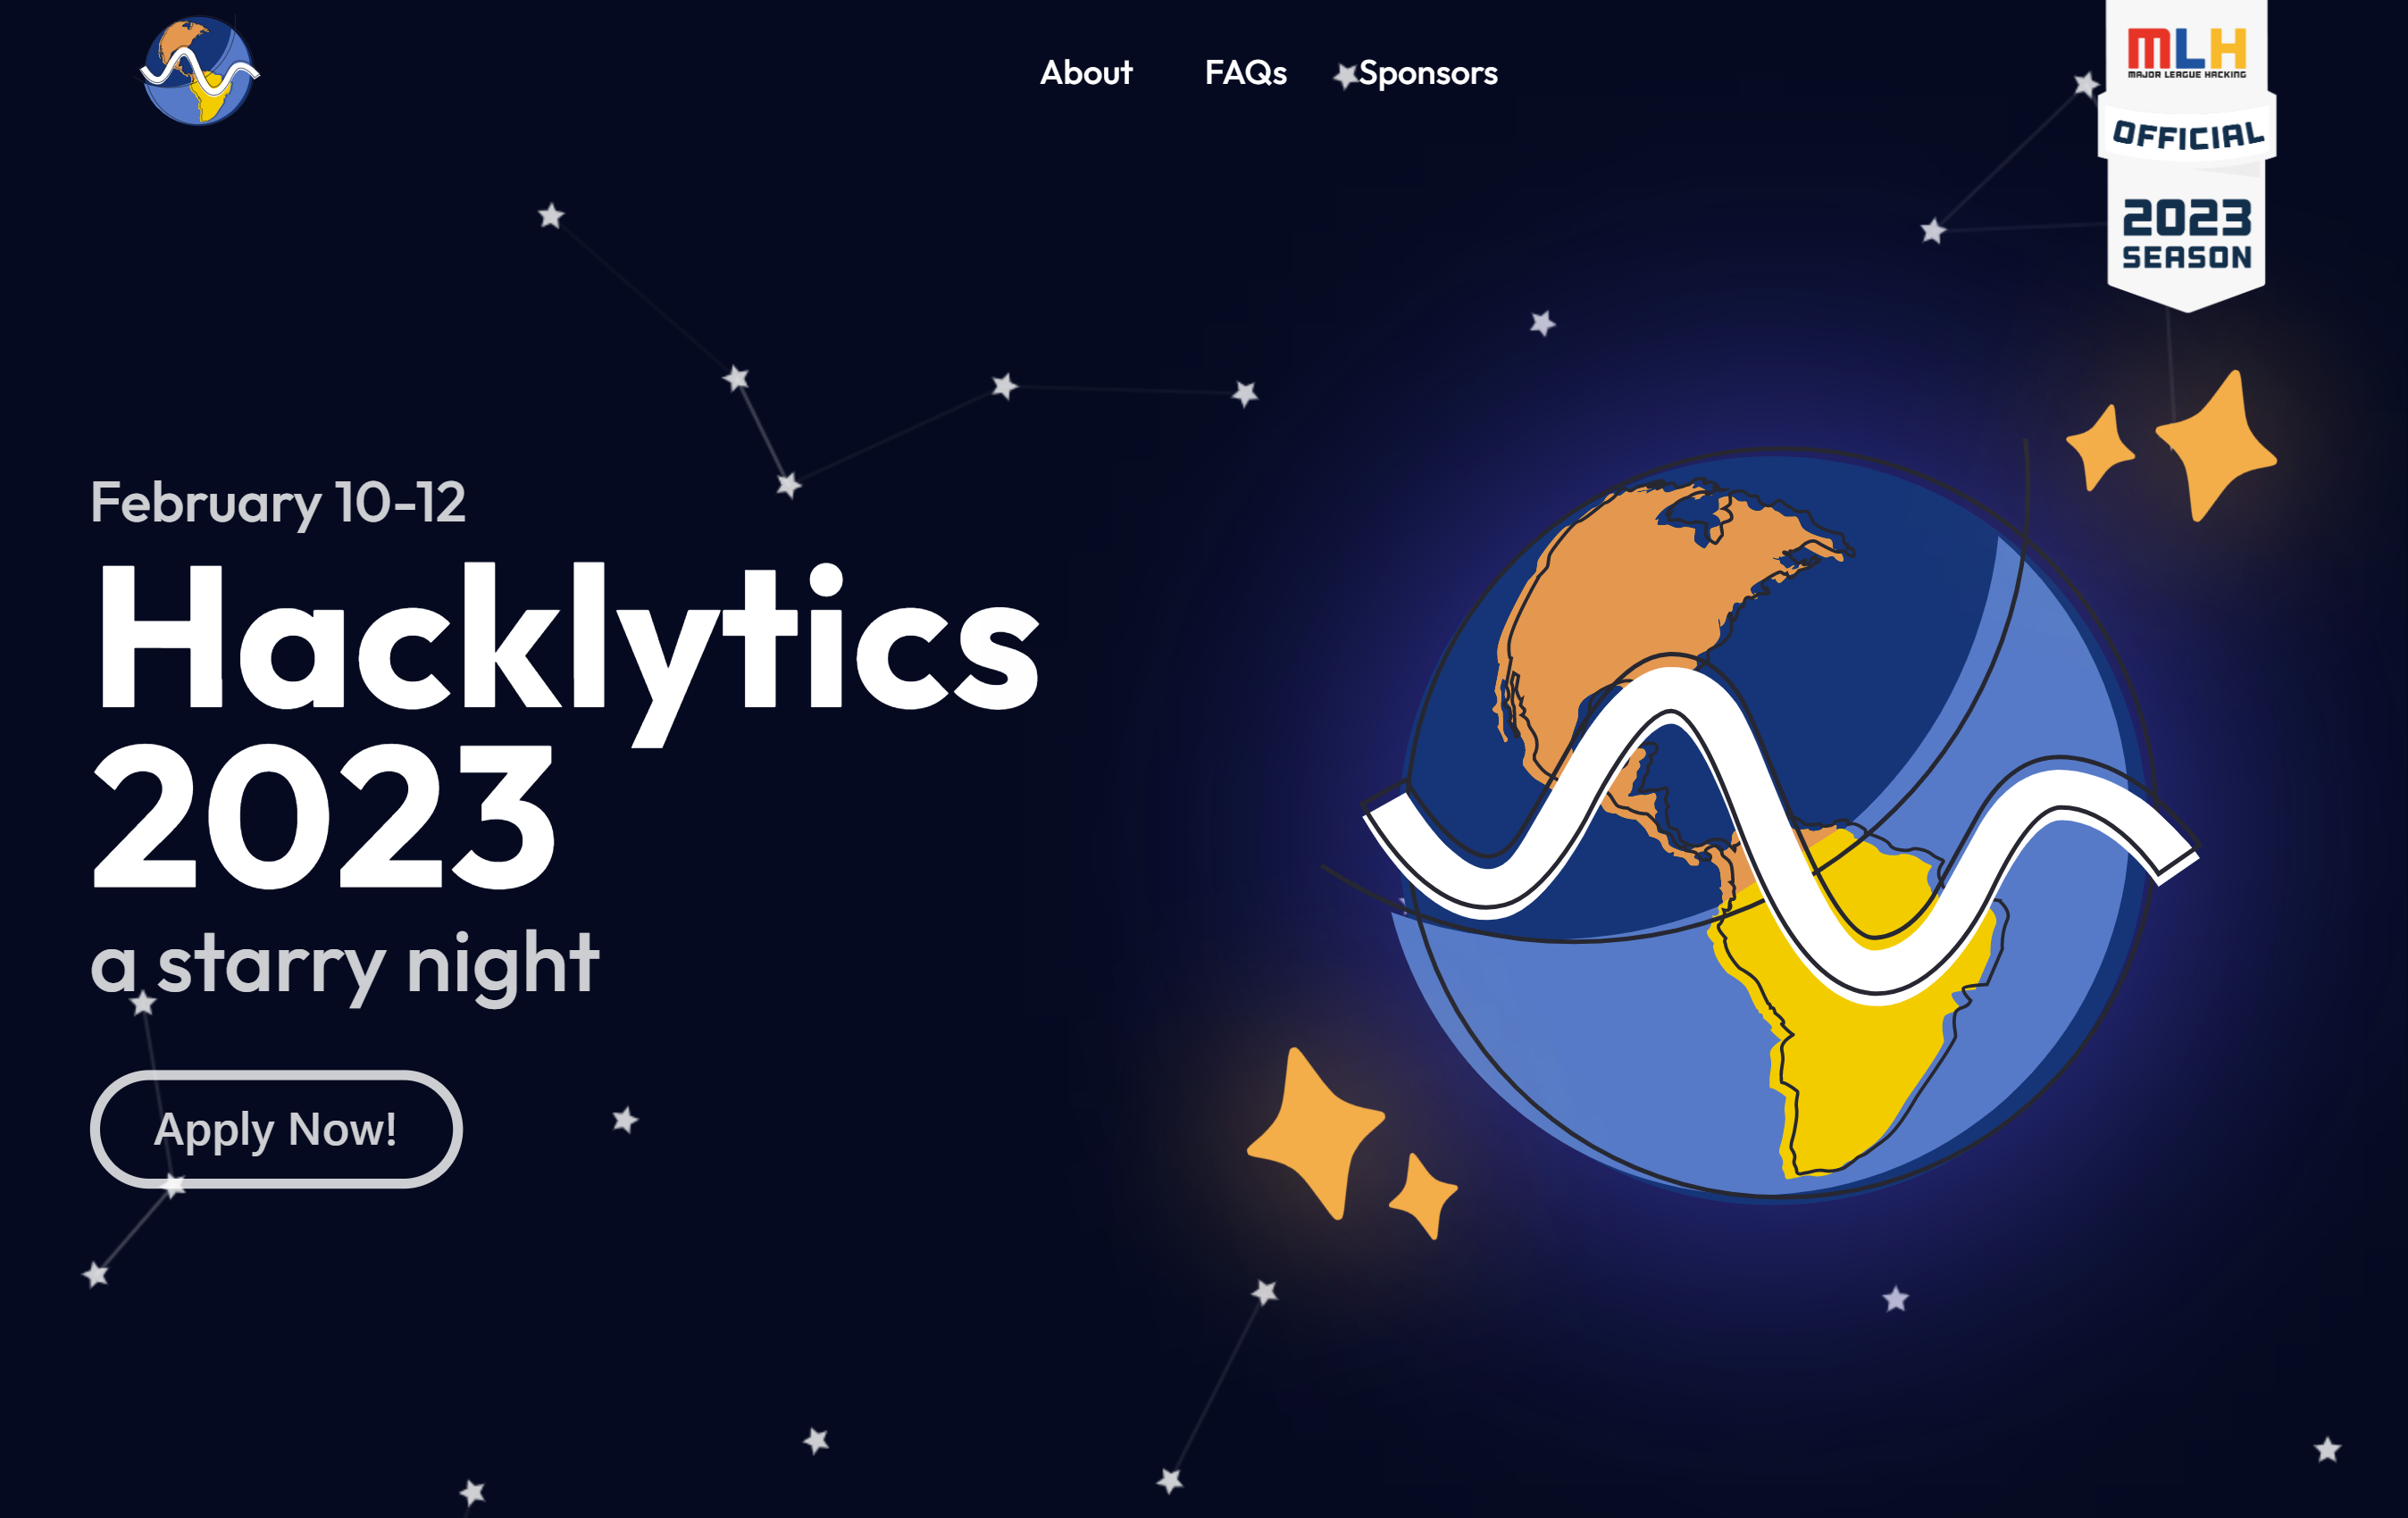 About
FAQs
Sponsors
MLH
MAJOR LEAGUE HACKING
OFFICIAL
2023
SEASON
February 10-12
Hacklytics
2023
a starry night
Apply Now!